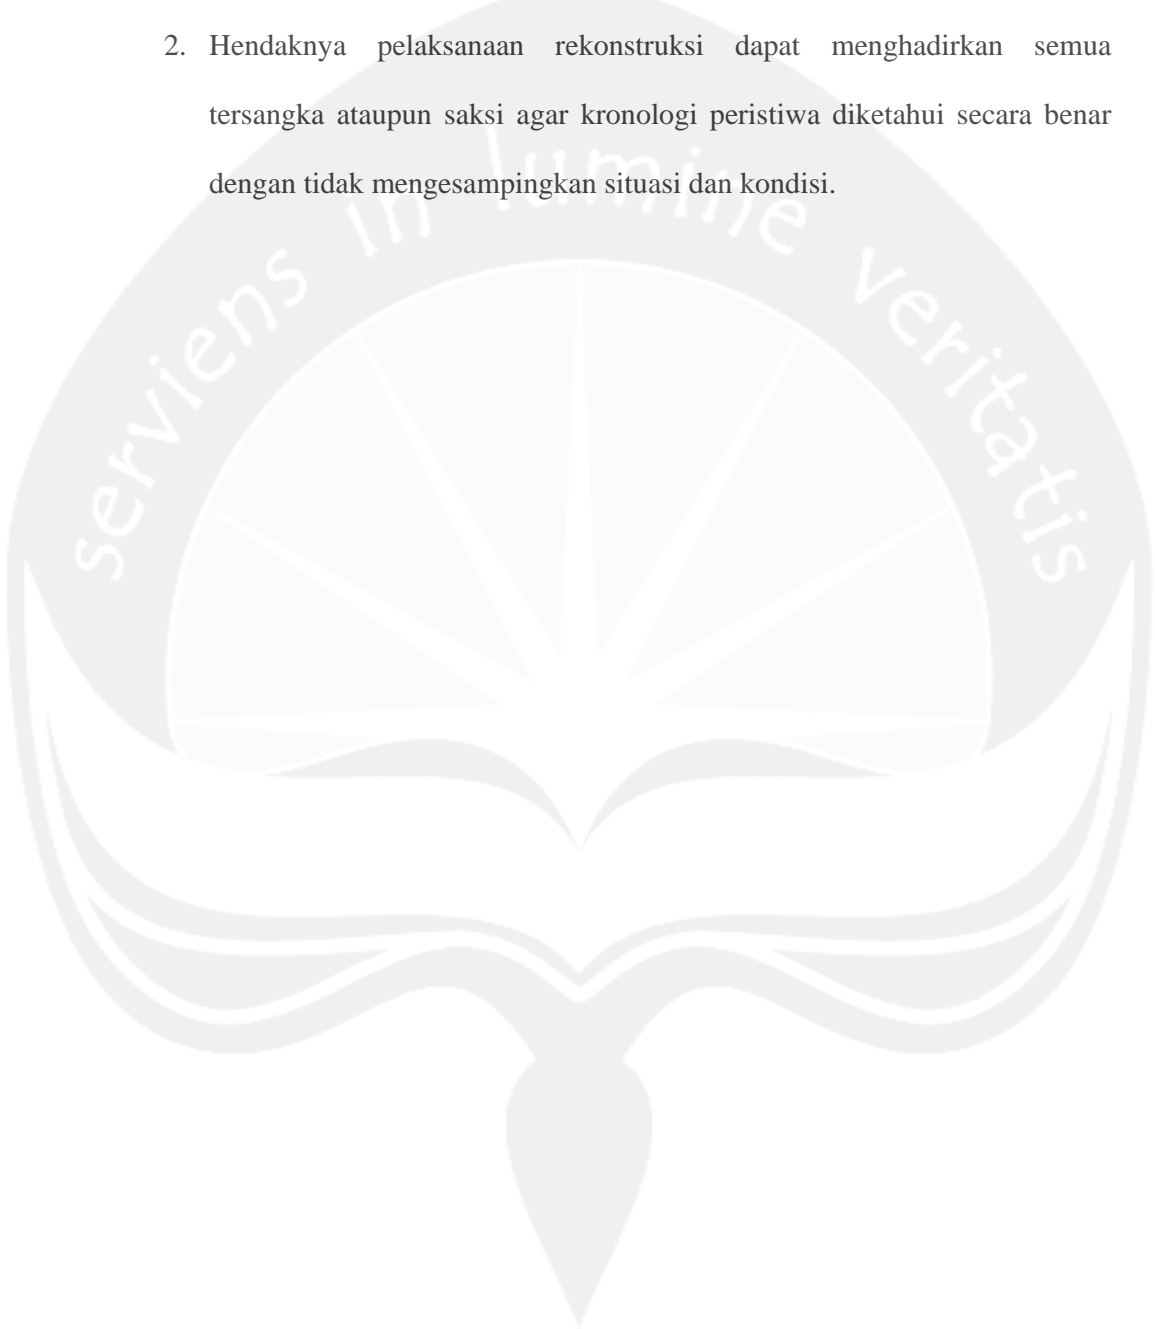 2. Hendaknya pelaksanaan rekonstruksi dapat menghadirkan semua
tersangka ataupun saksi agar kronologi peristiwa diketahui secara benar
dengan tidak mengesampingkan situasi dan kondisi.
serviens in lumine veritatis